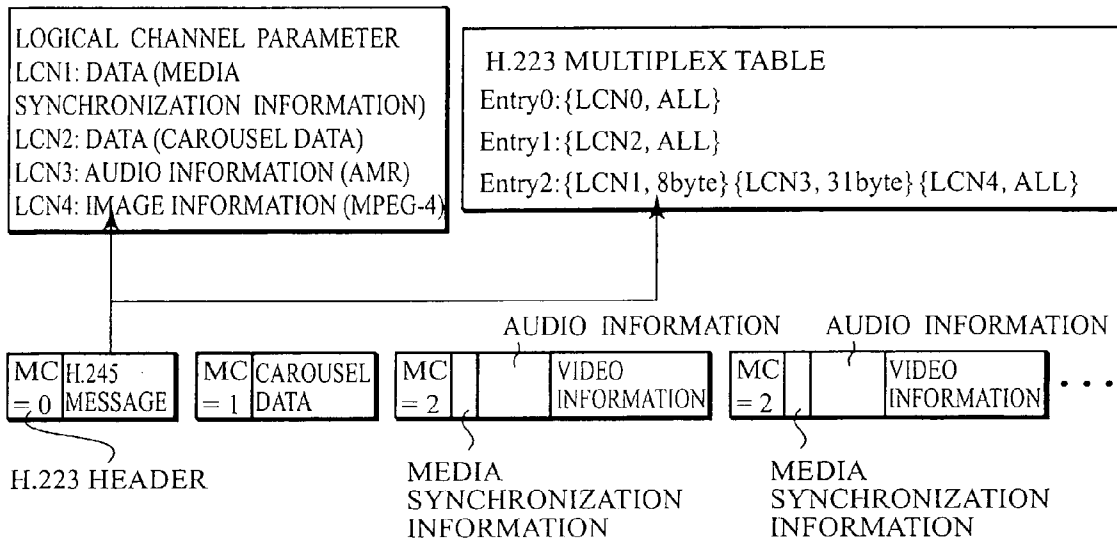 LOGICAL CHANNEL PARAMETER
LCN1: DATA (MEDIA
SYNCHRONIZATION INFORMATION)
LCN2: DATA (CAROUSEL DATA)
LCN3: AUDIO INFORMATION (AMR)
LCN4: IMAGE INFORMATION (MPEG-4)
H.223 MULTIPLEX TABLE
Entry0:{LCN0, ALL}
Entry1:{LCN2, ALL}
Entry2:{LCN1, 8byte}{LCN3, 31byte}{LCN4, ALL}
AUDIO INFORMATION
AUDIO INFORMATION
MC
= 0
H.245
MESSAGE
MC
= 1
CAROUSEL
DATA
MC
= 2
VIDEO
INFORMATION
MC
= 2
VIDEO
INFORMATION
• • •
H.223 HEADER
MEDIA
SYNCHRONIZATION
INFORMATION
MEDIA
SYNCHRONIZATION
INFORMATION